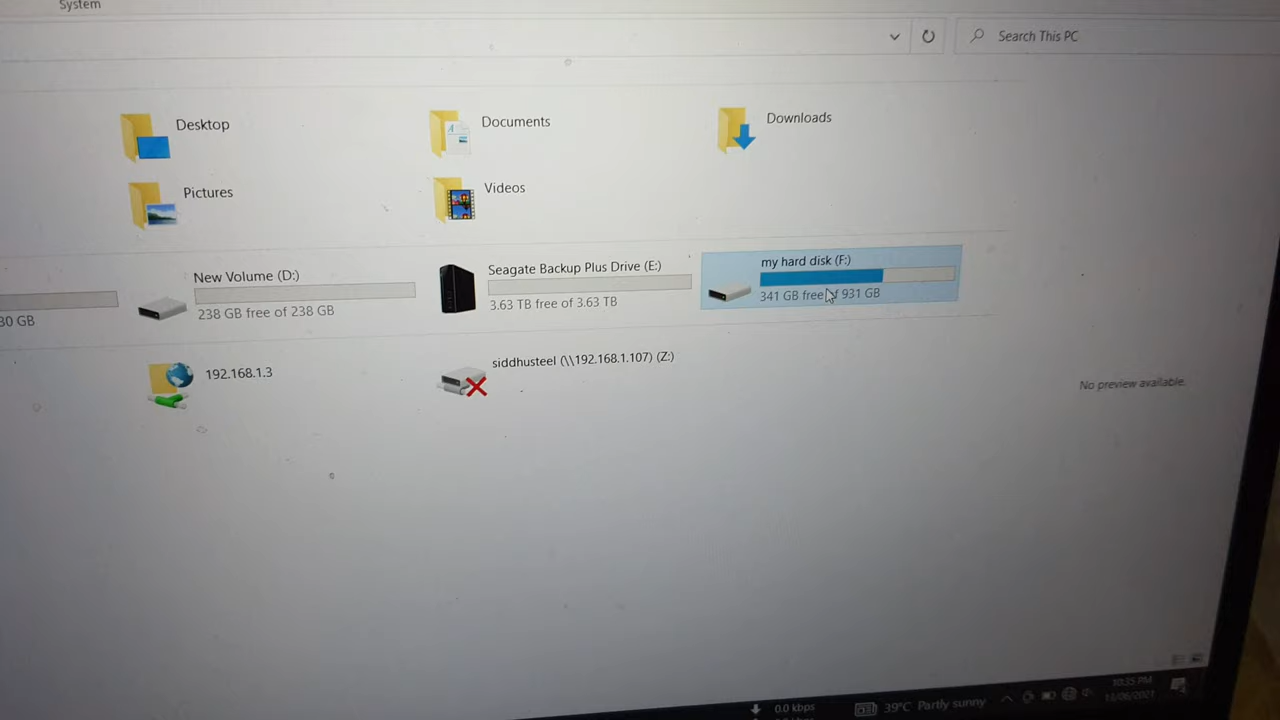 System
Search This PC
Desktop
Documents
Downloads
Pictures
Videos
New Volume (D:)
Seagate Backup Plus Drive (E:)
my hard disk (F:)
30 GB
238 GB free of 238 GB
3.63 TB free of 3.63 TB
341 GB free of 931 GB
192.168.1.3
siddhusteel (\\192.168.1.107) (Z:)
No preview available.
0.0 kbps
39°C Partly sunny
10:35 PM
13/06/2021